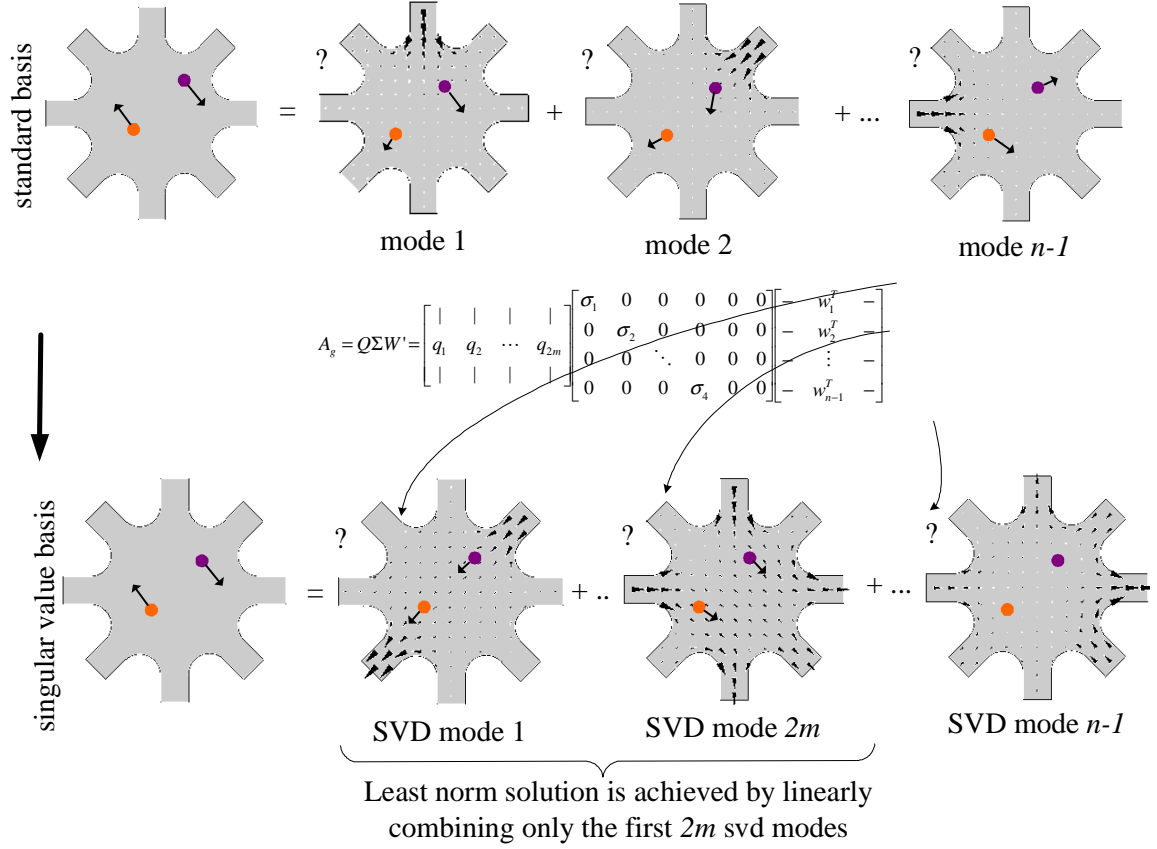 standard basis
= ? + ? + ... ?
mode 1
mode 2
mode n-1
A_g = QΣW' = [ | | | | ; q_1 q_2 ⋯ q_{2m} ; | | | | ] [ σ_1 0 0 0 0 0 ; 0 σ_2 0 0 0 0 ; 0 0 ⋱ 0 0 0 ; 0 0 0 σ_4 0 0 ] [ − w_1^T − ; − w_2^T − ; − ⋮ − ; − w_{n-1}^T − ]
singular value basis
= ? + .. ? + ... ?
SVD mode 1
SVD mode 2m
SVD mode n-1
Least norm solution is achieved by linearly
combining only the first 2m svd modes